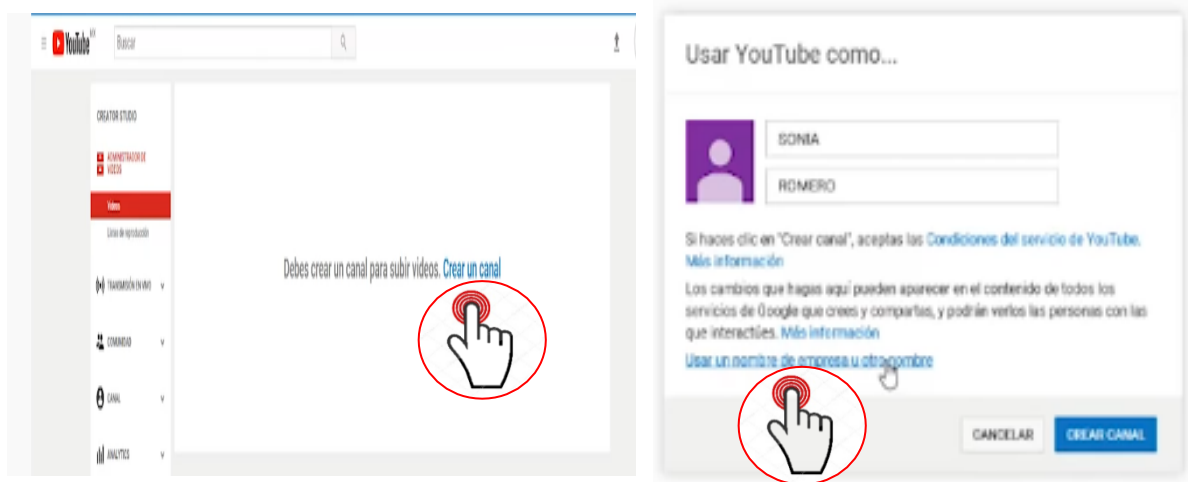 YouTube MX
Buscar
CREATOR STUDIO
ADMINISTRADOR DE
VIDEOS
Videos
Listas de reproducción
TRANSMISIÓN EN VIVO
COMUNIDAD
CANAL
ANALYTICS
Debes crear un canal para subir videos. Crear un canal
Usar YouTube como...
SONIA
ROMERO
Si haces clic en "Crear canal", aceptas las Condiciones del servicio de YouTube.
Más información
Los cambios que hagas aquí pueden aparecer en el contenido de todos los
servicios de Google que crees y compartas, y podrán verlos las personas con las
que interactúes. Más información
Usar un nombre de empresa u otro nombre
CANCELAR
CREAR CANAL